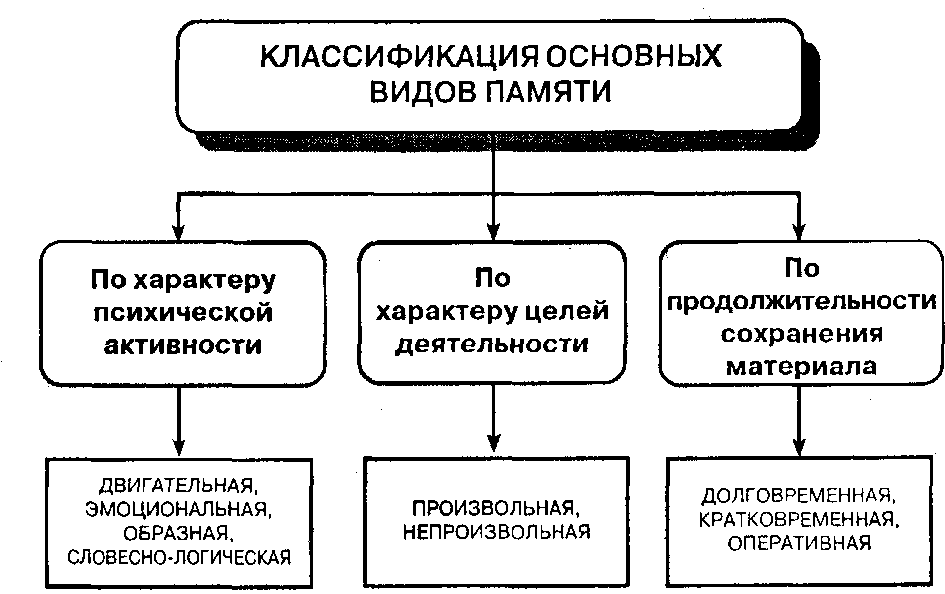 КЛАССИФИКАЦИЯ ОСНОВНЫХ
ВИДОВ ПАМЯТИ
По характеру
психической
активности
По
характеру целей
деятельности
По
продолжительности
сохранения
материала
ДВИГАТЕЛЬНАЯ,
ЭМОЦИОНАЛЬНАЯ,
ОБРАЗНАЯ,
СЛОВЕСНО-ЛОГИЧЕСКАЯ
ПРОИЗВОЛЬНАЯ,
НЕПРОИЗВОЛЬНАЯ
ДОЛГОВРЕМЕННАЯ,
КРАТКОВРЕМЕННАЯ,
ОПЕРАТИВНАЯ